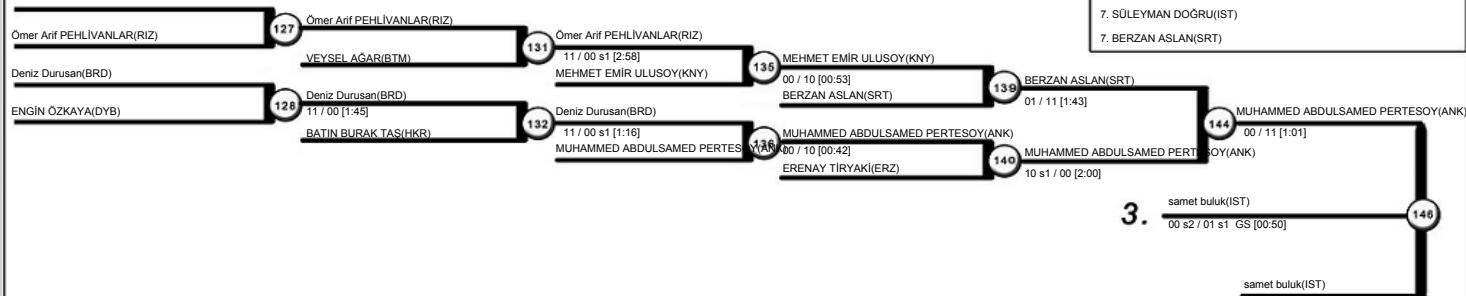 7. SÜLEYMAN DOĞRU(IST)
7. BERZAN ASLAN(SRT)
Ömer Arif PEHLİVANLAR(RIZ)
127
Ömer Arif PEHLİVANLAR(RIZ)
VEYSEL AĞAR(BTM)
131
Ömer Arif PEHLİVANLAR(RIZ)
11 / 00 s1 [2:58]
MEHMET EMİR ULUSOY(KNY)
135
MEHMET EMİR ULUSOY(KNY)
00 / 10 [00:53]
BERZAN ASLAN(SRT)
139
BERZAN ASLAN(SRT)
01 / 11 [1:43]
Deniz Durusan(BRD)
ENGİN ÖZKAYA(DYB)
128
Deniz Durusan(BRD)
11 / 00 [1:45]
BATIN BURAK TAŞ(HKR)
132
Deniz Durusan(BRD)
11 / 00 s1 [1:16]
MUHAMMED ABDULSAMED PERTESOY(ANK)
136
MUHAMMED ABDULSAMED PERTESOY(ANK)
00 / 10 [00:42]
ERENAY TİRYAKİ(ERZ)
140
MUHAMMED ABDULSAMED PERTESOY(ANK)
10 s1 / 00 [2:00]
144
MUHAMMED ABDULSAMED PERTESOY(ANK)
00 / 11 [1:01]
3.
samet buluk(IST)
00 s2 / 01 s1 GS [00:50]
146
samet buluk(IST)